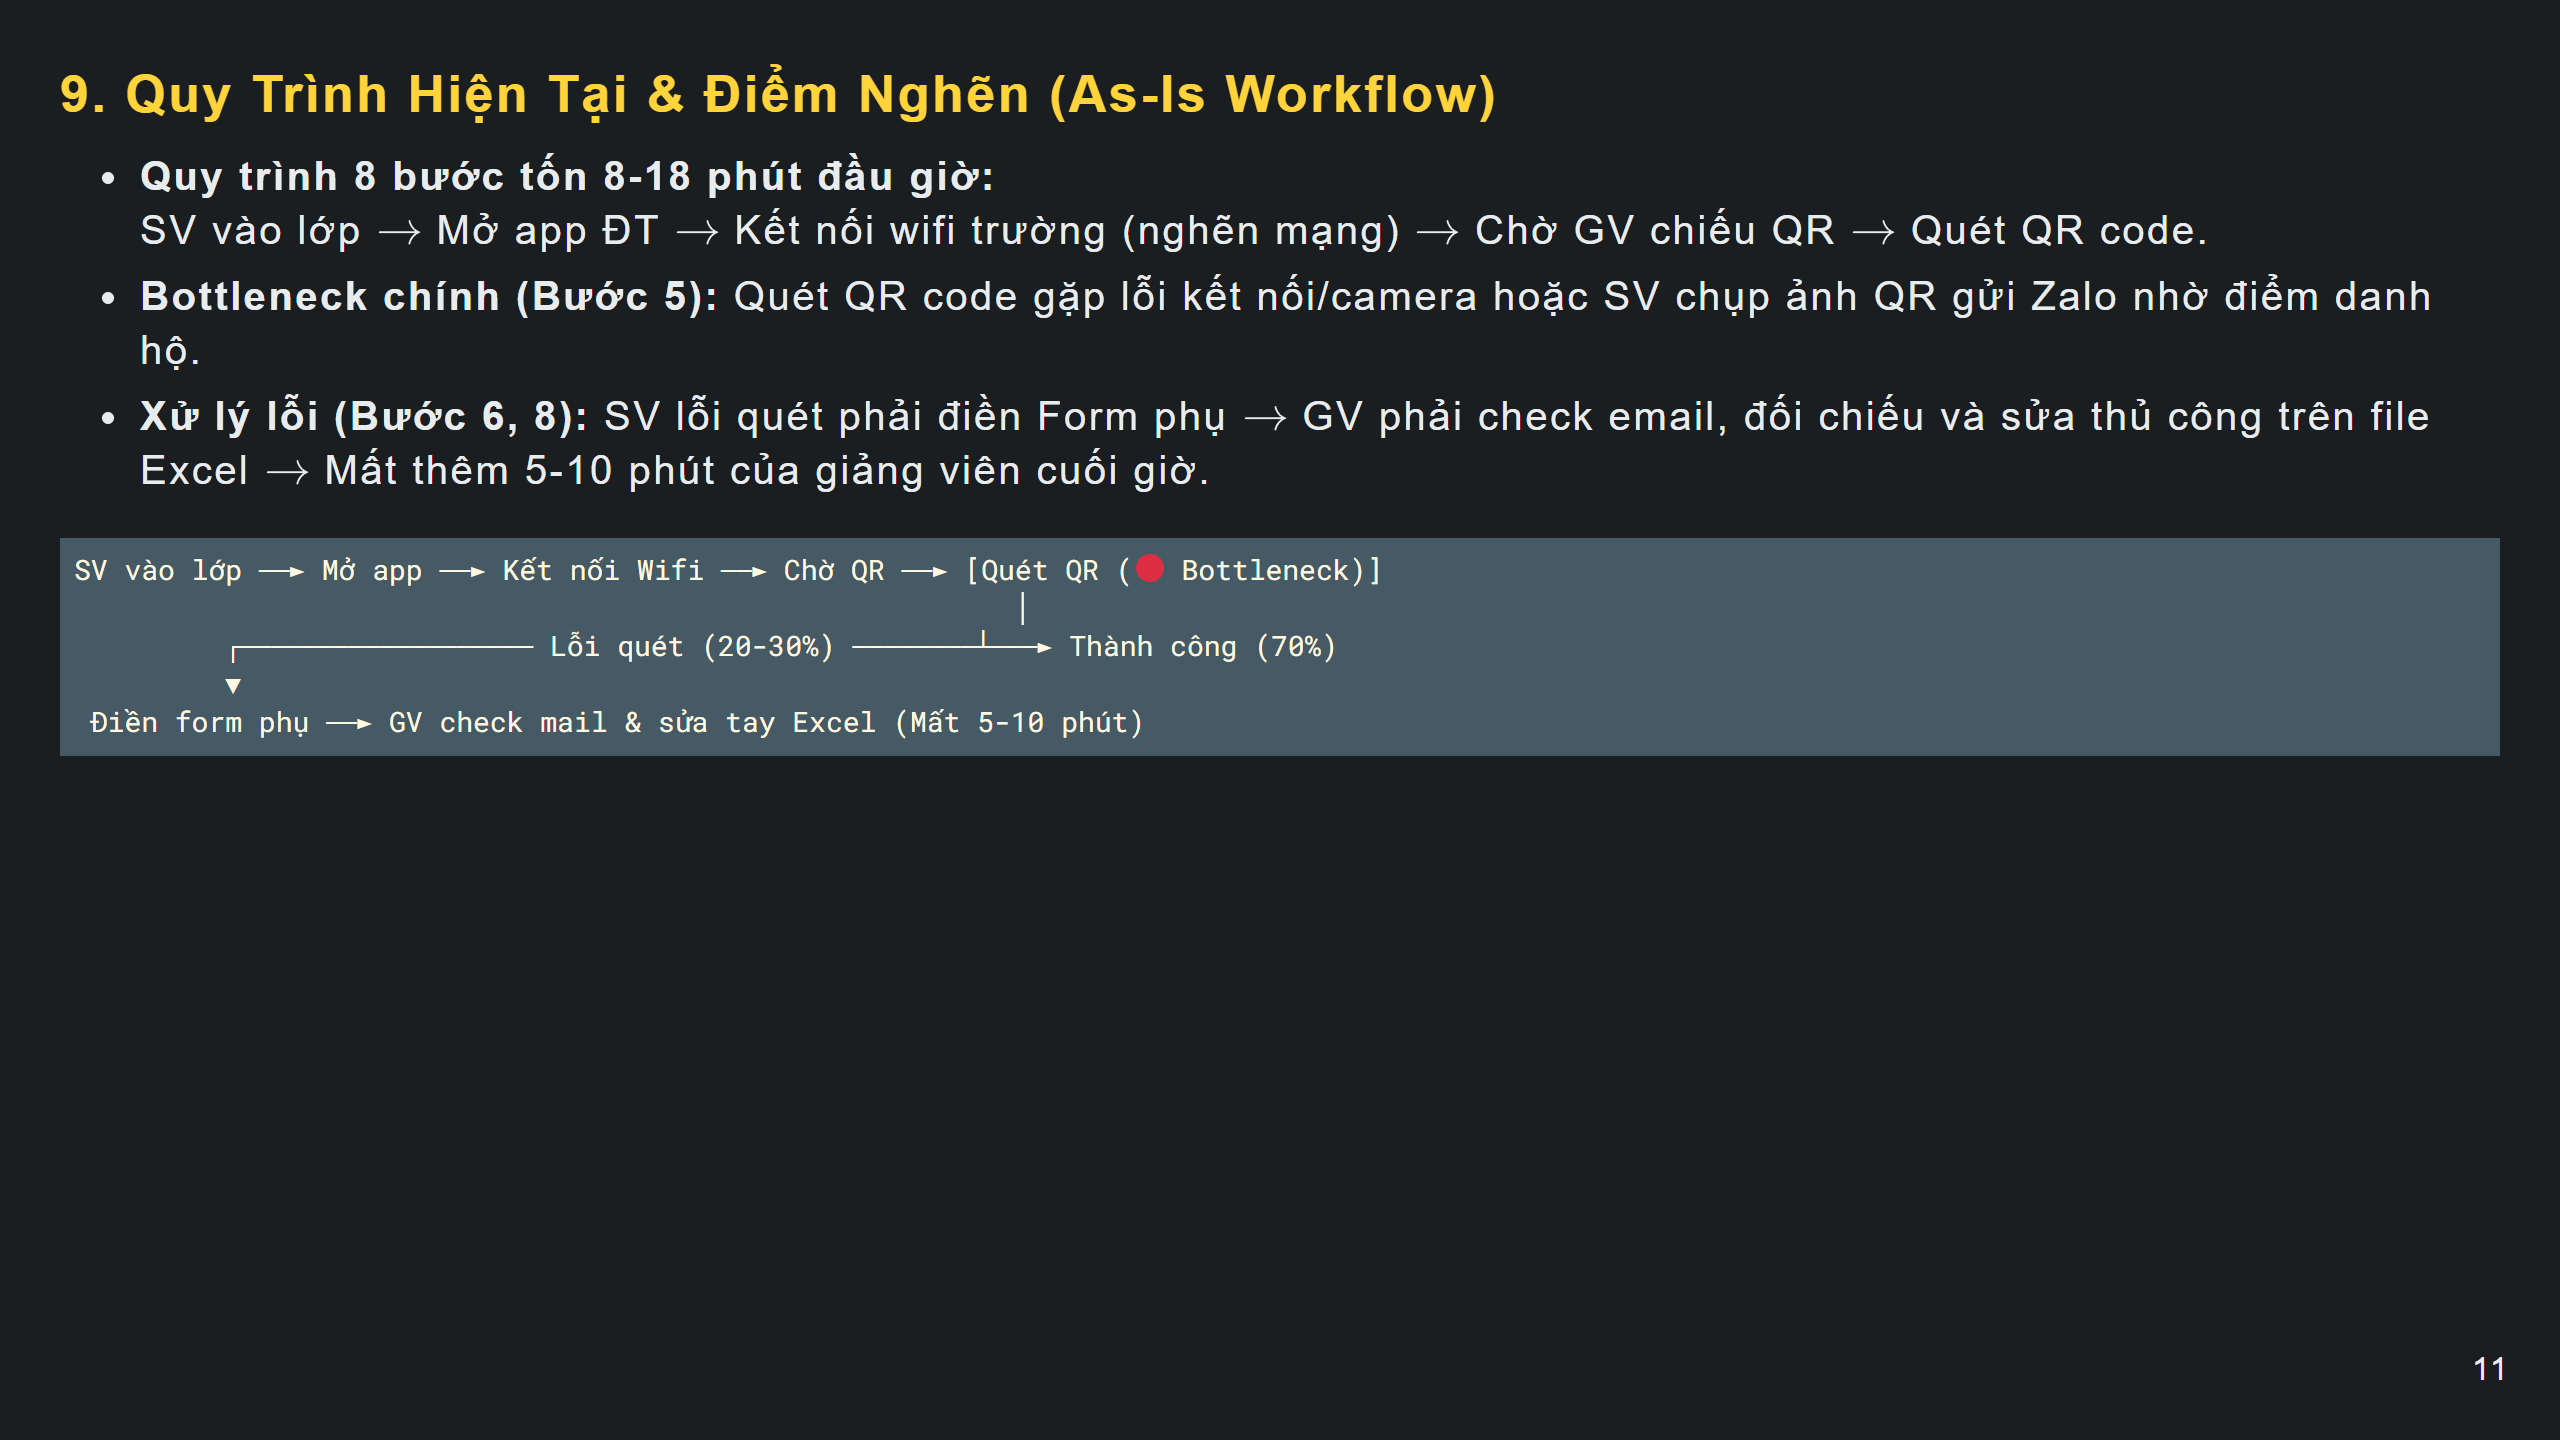 9. Quy Trình Hiện Tại & Điểm Nghẽn (As-Is Workflow)
• Quy trình 8 bước tốn 8-18 phút đầu giờ:
SV vào lớp → Mở app ĐT → Kết nối wifi trường (nghẽn mạng) → Chờ GV chiếu QR → Quét QR code.
• Bottleneck chính (Bước 5): Quét QR code gặp lỗi kết nối/camera hoặc SV chụp ảnh QR gửi Zalo nhờ điểm danh
hộ.
• Xử lý lỗi (Bước 6, 8): SV lỗi quét phải điền Form phụ → GV phải check email, đối chiếu và sửa thủ công trên file
Excel → Mất thêm 5-10 phút của giảng viên cuối giờ.
SV vào lớp ──► Mở app ──► Kết nối Wifi ──► Chờ QR ──► [Quét QR (🔴 Bottleneck)]
Lỗi quét (20-30%) ──► Thành công (70%)
Điền form phụ ──► GV check mail & sửa tay Excel (Mất 5-10 phút)
11